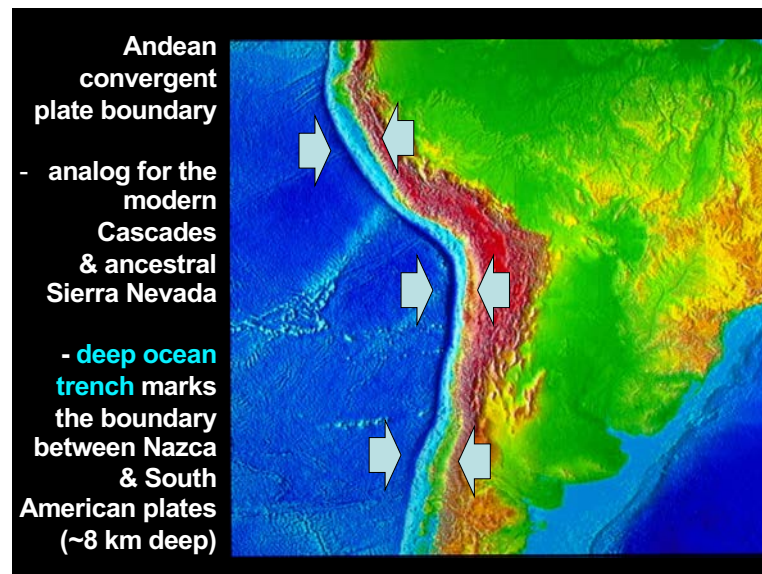 Andean
convergent
plate boundary
- analog for the
modern
Cascades
& ancestral
Sierra Nevada
- deep ocean
trench marks
the boundary
between Nazca
& South
American plates
(~8 km deep)